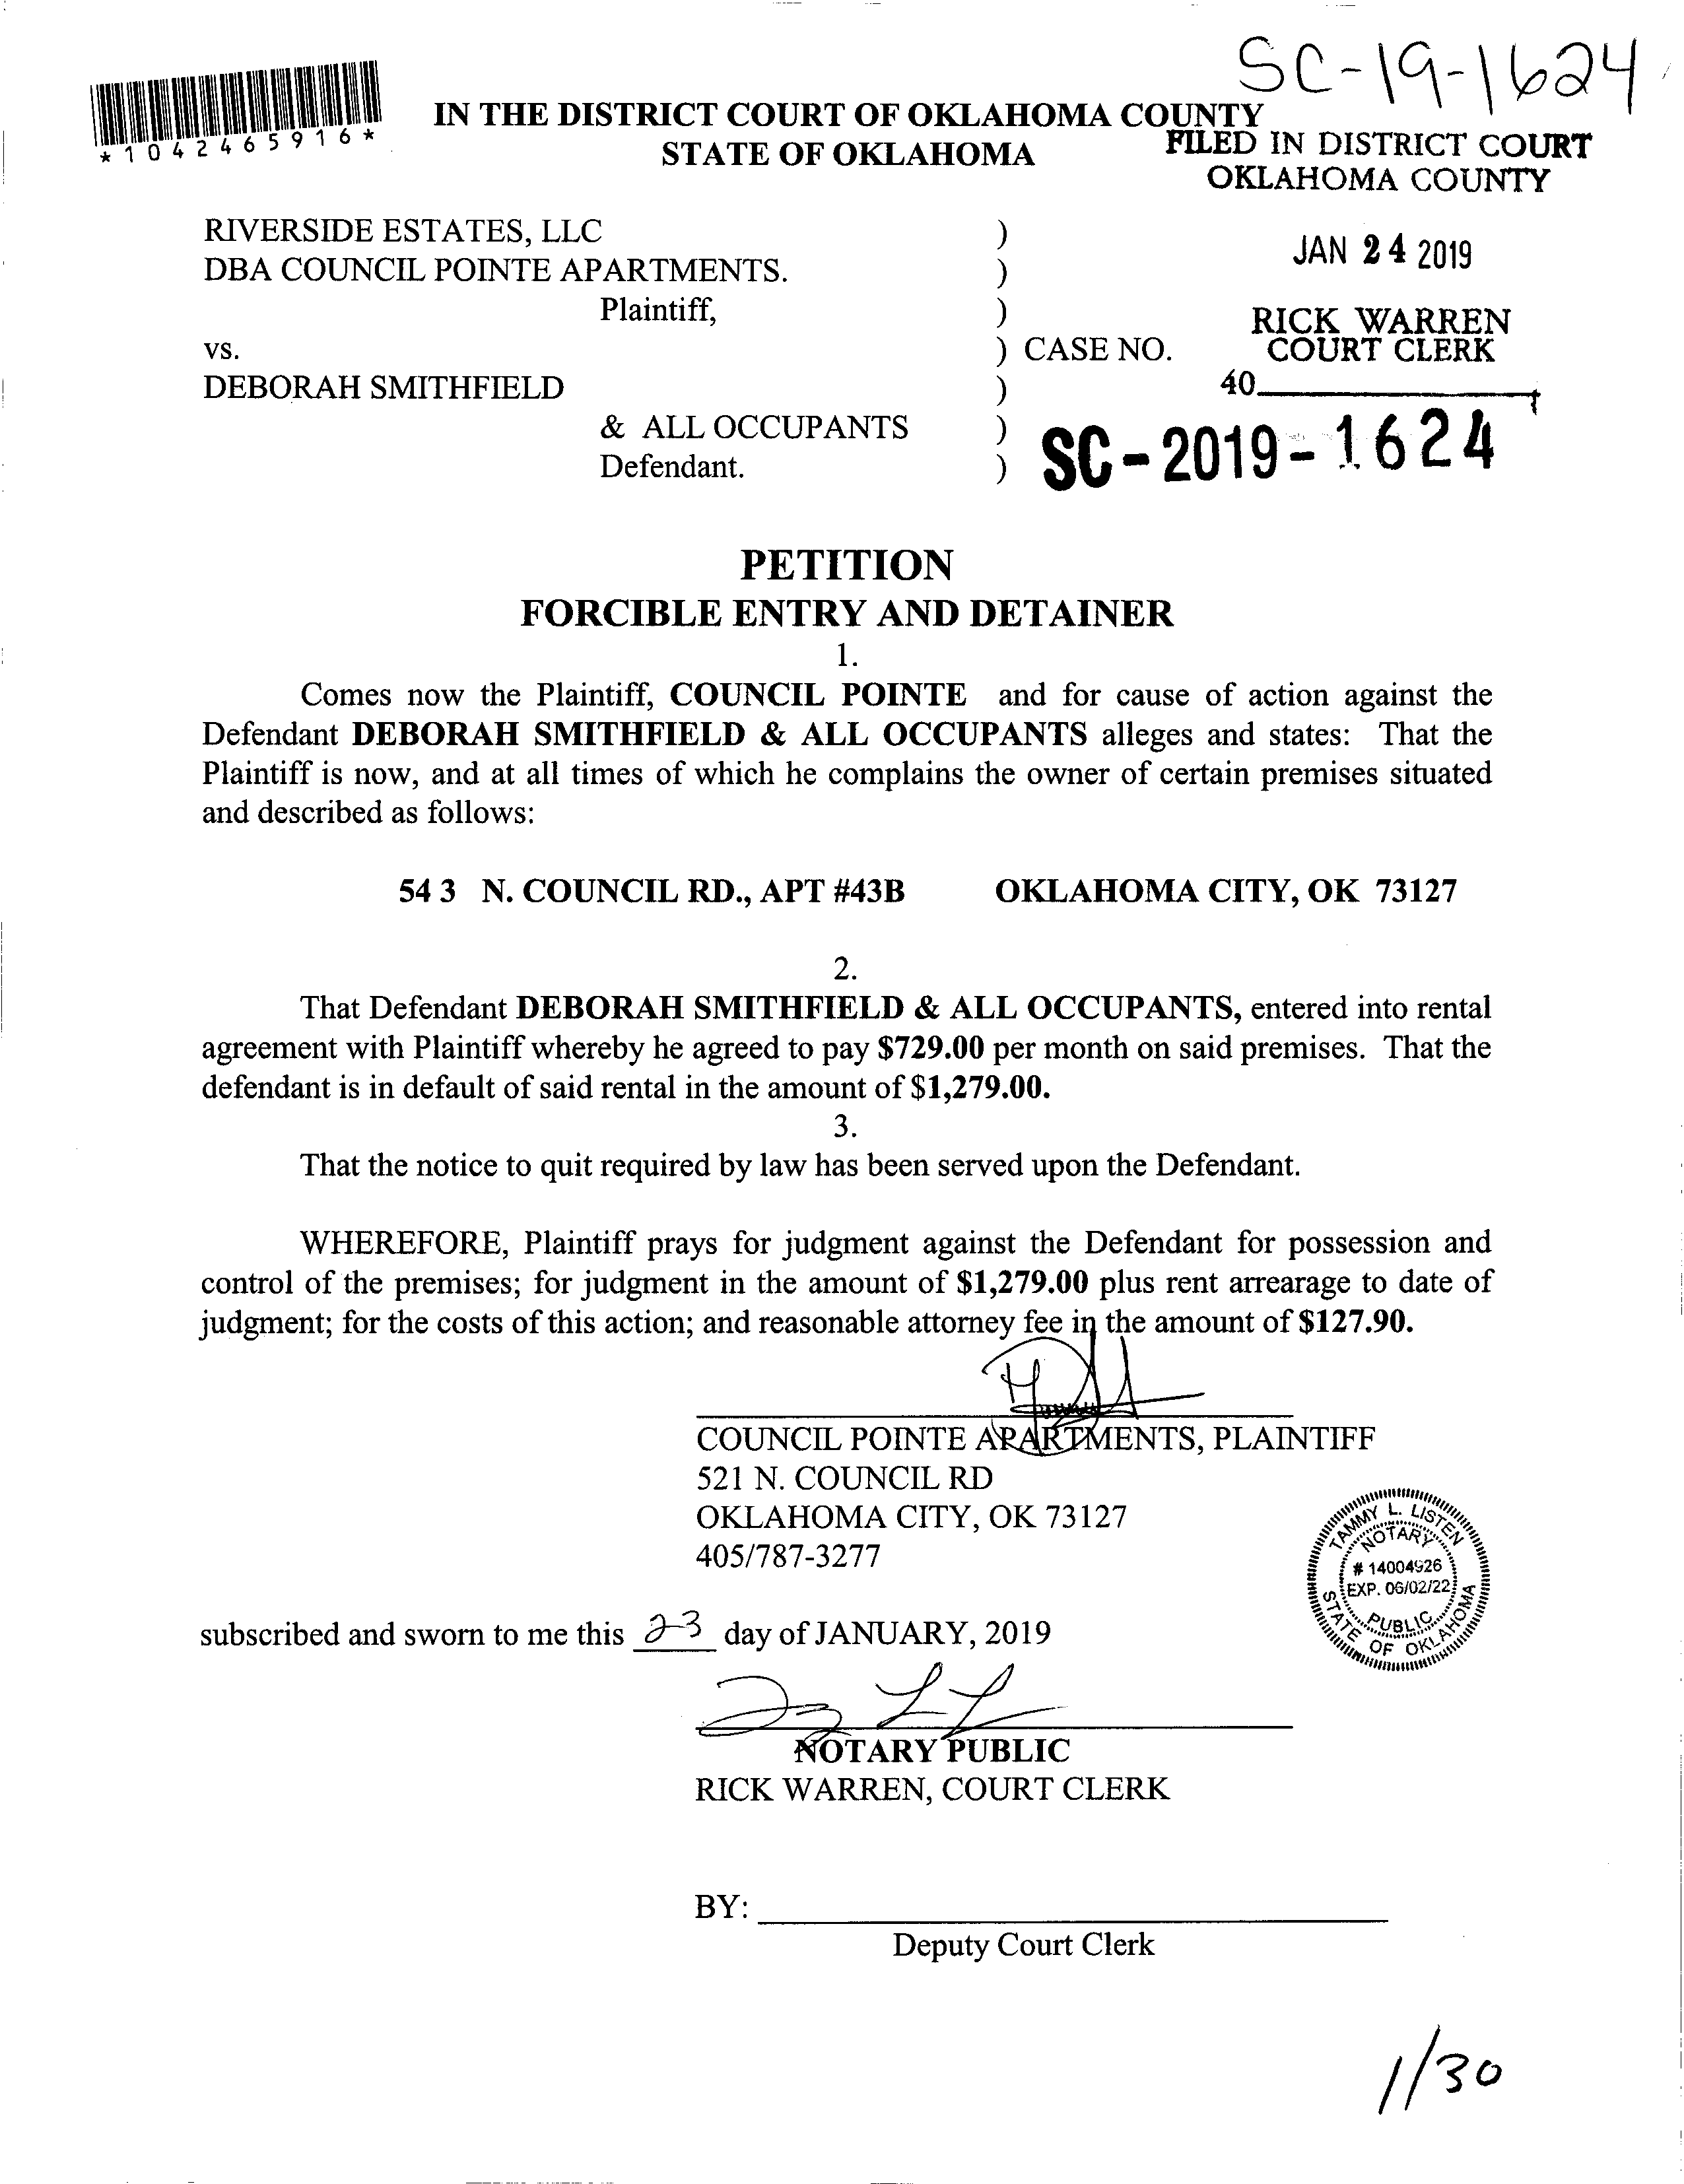 SC-19-1624
*1042465916*
IN THE DISTRICT COURT OF OKLAHOMA COUNTY
STATE OF OKLAHOMA
FILED IN DISTRICT COURT
OKLAHOMA COUNTY
RIVERSIDE ESTATES, LLC )
DBA COUNCIL POINTE APARTMENTS. )
JAN 24 2019
Plaintiff, )
RICK WARREN
vs. ) CASE NO.
COURT CLERK
DEBORAH SMITHFIELD )
40
& ALL OCCUPANTS )
SC-2019-1624
Defendant. )
PETITION
FORCIBLE ENTRY AND DETAINER
1.
Comes now the Plaintiff, COUNCIL POINTE and for cause of action against the
Defendant DEBORAH SMITHFIELD & ALL OCCUPANTS alleges and states: That the
Plaintiff is now, and at all times of which he complains the owner of certain premises situated
and described as follows:
54 3 N. COUNCIL RD., APT #43B OKLAHOMA CITY, OK 73127
2.
That Defendant DEBORAH SMITHFIELD & ALL OCCUPANTS, entered into rental
agreement with Plaintiff whereby he agreed to pay $729.00 per month on said premises. That the
defendant is in default of said rental in the amount of $1,279.00.
3.
That the notice to quit required by law has been served upon the Defendant.
WHEREFORE, Plaintiff prays for judgment against the Defendant for possession and
control of the premises; for judgment in the amount of $1,279.00 plus rent arrearage to date of
judgment; for the costs of this action; and reasonable attorney fee in the amount of $127.90.
COUNCIL POINTE APARTMENTS, PLAINTIFF
521 N. COUNCIL RD
OKLAHOMA CITY, OK 73127
405/787-3277
TAMMY L. LISTEN
NOTARY
# 14004926
EXP. 06/02/22
PUBLIC
STATE OF OKLAHOMA
subscribed and sworn to me this 23 day of JANUARY, 2019
NOTARY PUBLIC
RICK WARREN, COURT CLERK
BY:
Deputy Court Clerk
1/30